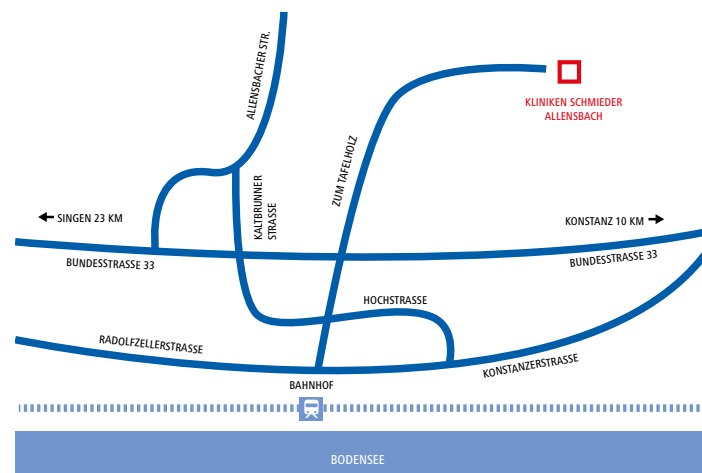 ALLENSBACHER STR.
KLINIKEN SCHMIEDER
ALLENSBACH
ZUM TAFELHOLZ
KALTBRUNNER
STRASSE
SINGEN 23 KM
KONSTANZ 10 KM
BUNDESSTRASSE 33
BUNDESSTRASSE 33
HOCHSTRASSE
RADOLFZELLERSTRASSE
KONSTANZERSTRASSE
BAHNHOF
BODENSEE